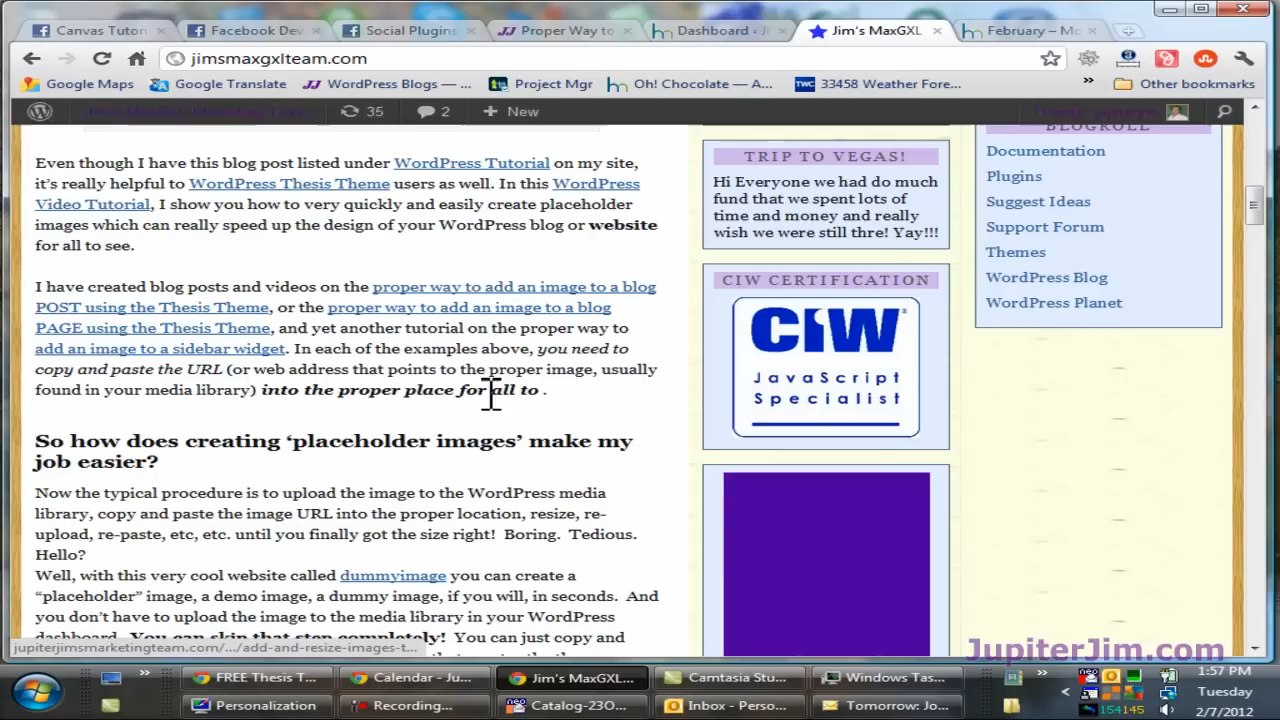 Canvas Tutor
Facebook Dev
Social Plugins
Proper Way to
Dashboard ‹
Jim's MaxGXL
February – Mo
jimsmaxgxlteam.com
Google Maps
Google Translate
WordPress Blogs — ...
Project Mgr
Oh! Chocolate — A...
33458 Weather Fore...
»
Other bookmarks
35
2
New
Even though I have this blog post listed under WordPress Tutorial on my site,
it's really helpful to WordPress Thesis Theme users as well. In this WordPress
Video Tutorial, I show you how to very quickly and easily create placeholder
images which can really speed up the design of your WordPress blog or website
for all to see.
I have created blog posts and videos on the proper way to add an image to a blog
POST using the Thesis Theme, or the proper way to add an image to a blog
PAGE using the Thesis Theme, and yet another tutorial on the proper way to
add an image to a sidebar widget. In each of the examples above, you need to
copy and paste the URL (or web address that points to the proper image, usually
found in your media library) into the proper place for all to .
So how does creating 'placeholder images' make my
job easier?
Now the typical procedure is to upload the image to the WordPress media
library, copy and paste the image URL into the proper location, resize, re-
upload, re-paste, etc, etc. until you finally got the size right!  Boring.  Tedious.
Hello?
Well, with this very cool website called dummyimage you can create a
"placeholder" image, a demo image, a dummy image, if you will, in seconds.  And
you don't have to upload the image to the media library in your WordPress
dashboard.  You can skip that step completely!  You can just copy and
TRIP TO VEGAS!
Hi Everyone we had do much
fund that we spent lots of
time and money and really
wish we were still thre! Yay!!!
CIW CERTIFICATION
CIW
JavaScript
Specialist
BLOGROLL
Documentation
Plugins
Suggest Ideas
Support Forum
Themes
WordPress Blog
WordPress Planet
jupiterjimsmarketingteam.com/.../add-and-resize-images-t...
JupiterJim.com
FREE Thesis T...
Calendar - Ju...
Jim's MaxGXL...
Camtasia Stu...
Windows Tas...
Personalization
Recording...
Catalog-23O...
Inbox - Perso...
Tomorrow: Jo...
154145
1:57 PM
Tuesday
2/7/2012